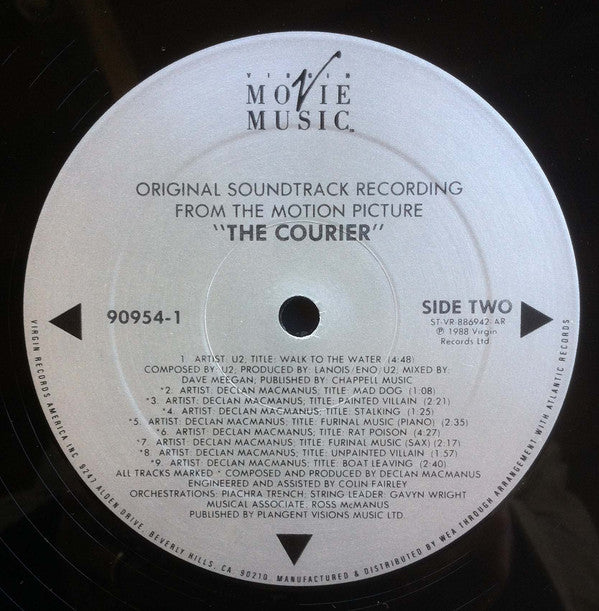 VIRGIN
MOVIE
MUSIC™
ORIGINAL SOUNDTRACK RECORDING
FROM THE MOTION PICTURE
"THE COURIER"
90954-1
SIDE TWO
ST-VR-886942-AR
℗ 1988 Virgin
Records Ltd
1. ARTIST: U2; TITLE: WALK TO THE WATER (4:48)
COMPOSED BY: U2; PRODUCED BY: LANOIS/ENO; U2; MIXED BY:
DAVE MEEGAN; PUBLISHED BY: CHAPPELL MUSIC
*2. ARTIST: DECLAN MACMANUS; TITLE: MAD DOG (1:08)
*3. ARTIST: DECLAN MACMANUS; TITLE: PAINTED VILLAIN (2:21)
*4. ARTIST: DECLAN MACMANUS; TITLE: STALKING (1:25)
*5. ARTIST: DECLAN MACMANUS; TITLE: FURINAL MUSIC (PIANO) (2:35)
*6. ARTIST: DECLAN MACMANUS; TITLE: RAT POISON (4:27)
*7. ARTIST: DECLAN MACMANUS; TITLE: FURINAL MUSIC (SAX) (2:17)
*8. ARTIST: DECLAN MACMANUS; TITLE: UNPAINTED VILLAIN (1:57)
*9. ARTIST: DECLAN MACMANUS; TITLE: BOAT LEAVING (2:40)
ALL TRACKS MARKED * COMPOSED AND PRODUCED BY DECLAN MACMANUS
ENGINEERED AND ASSISTED BY COLIN FAIRLEY
ORCHESTRATIONS: PIACHRA TRENCH; STRING LEADER: GAVYN WRIGHT
MUSICAL ASSOCIATE, ROSS McMANUS
PUBLISHED BY PLANGENT VISIONS MUSIC LTD.
VIRGIN RECORDS AMERICA INC. 9247 ALDEN DRIVE, BEVERLY HILLS, CA. 90210. MANUFACTURED & DISTRIBUTED BY WEA THROUGH ARRANGEMENT WITH ATLANTIC RECORDS